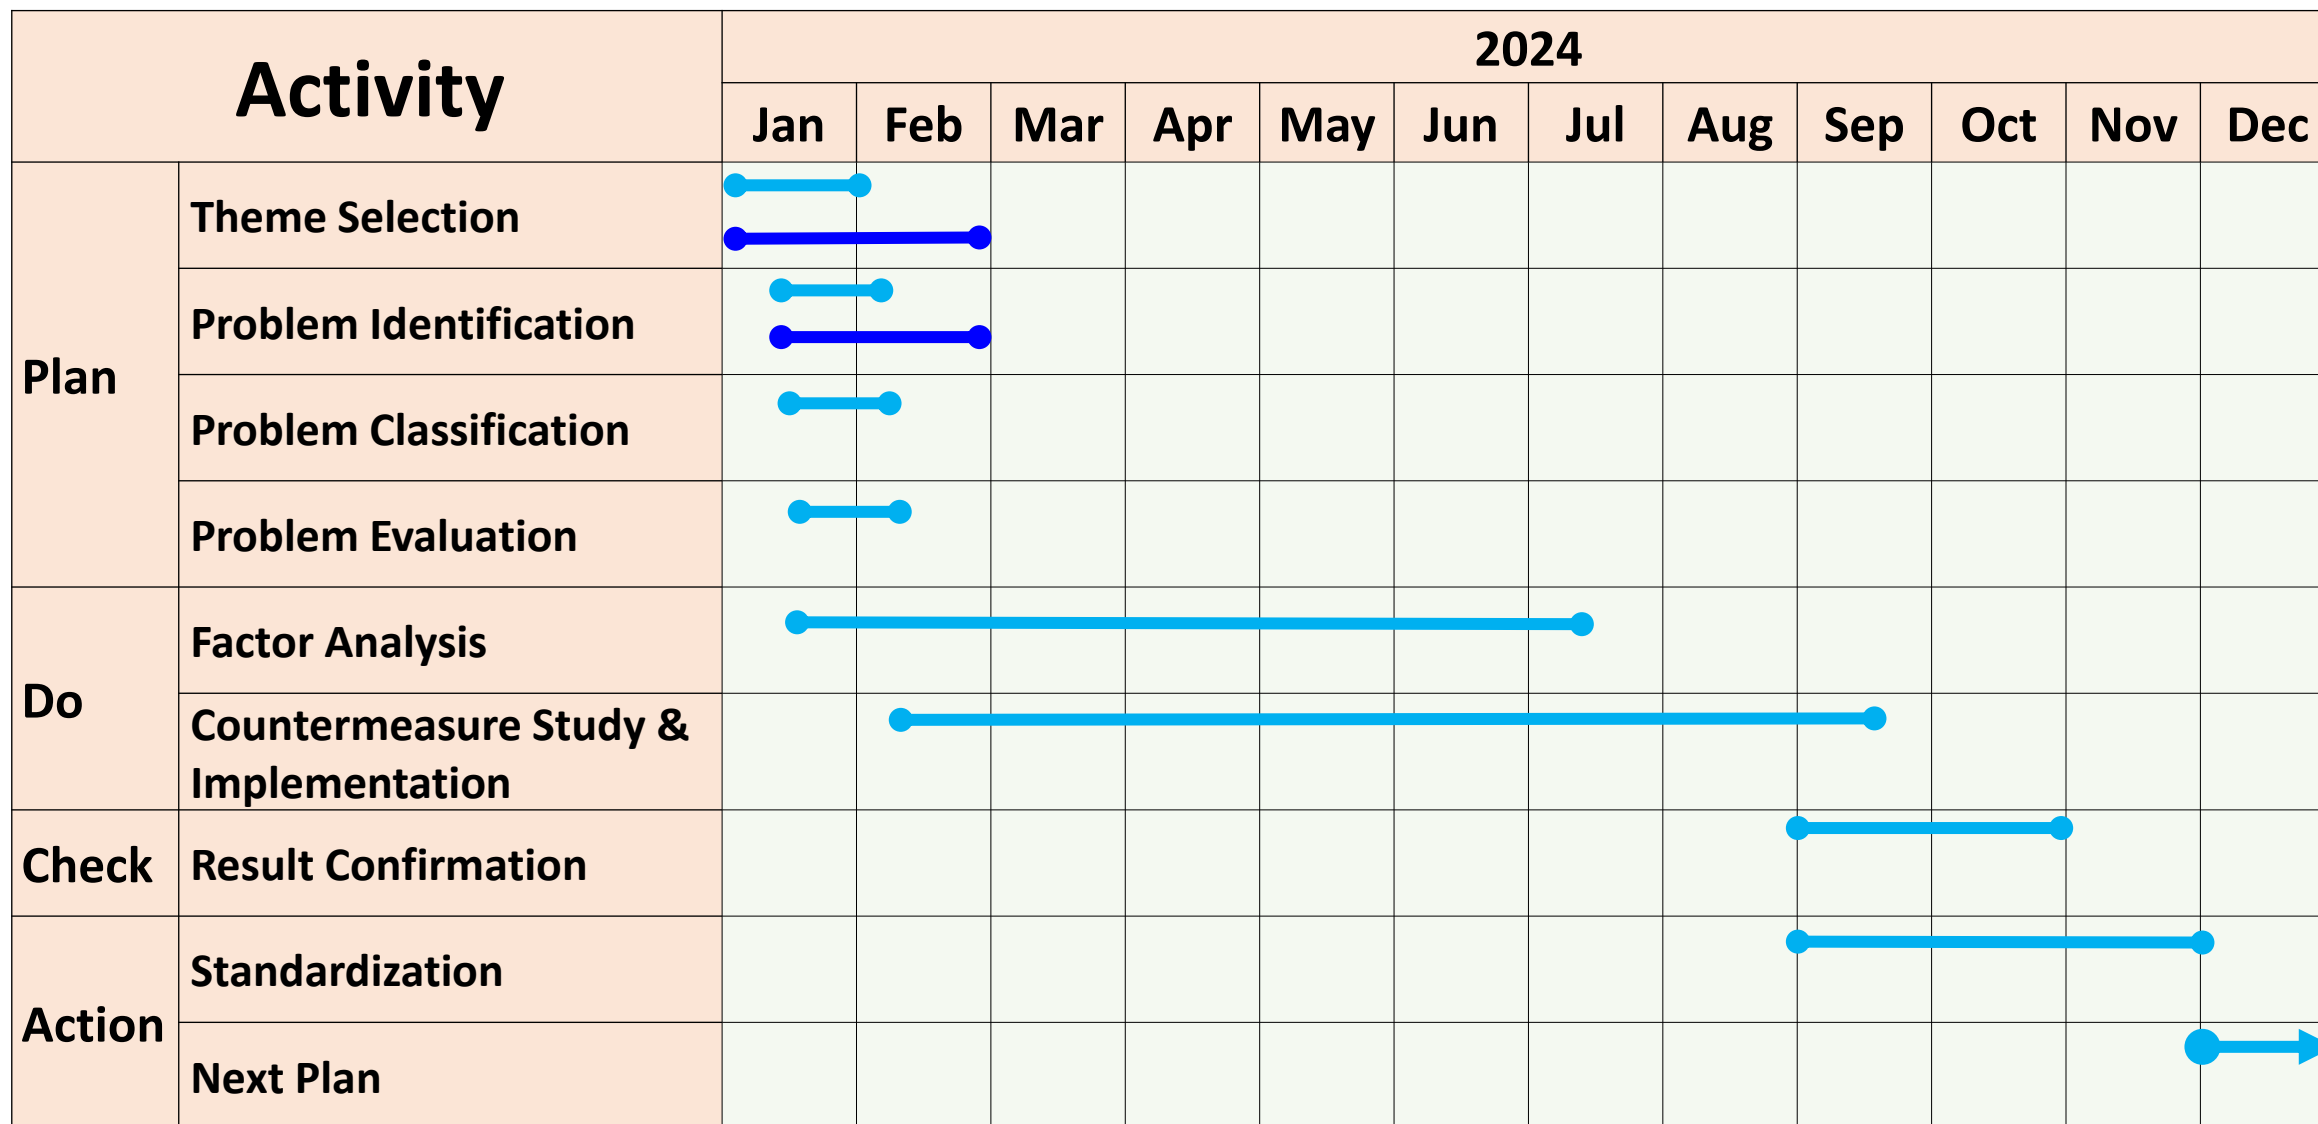 Activity
2024
Jan Feb Mar Apr May Jun Jul Aug Sep Oct Nov Dec
Plan
Theme Selection
Problem Identification
Problem Classification
Problem Evaluation
Do
Factor Analysis
Countermeasure Study &
Implementation
Check
Result Confirmation
Action
Standardization
Next Plan